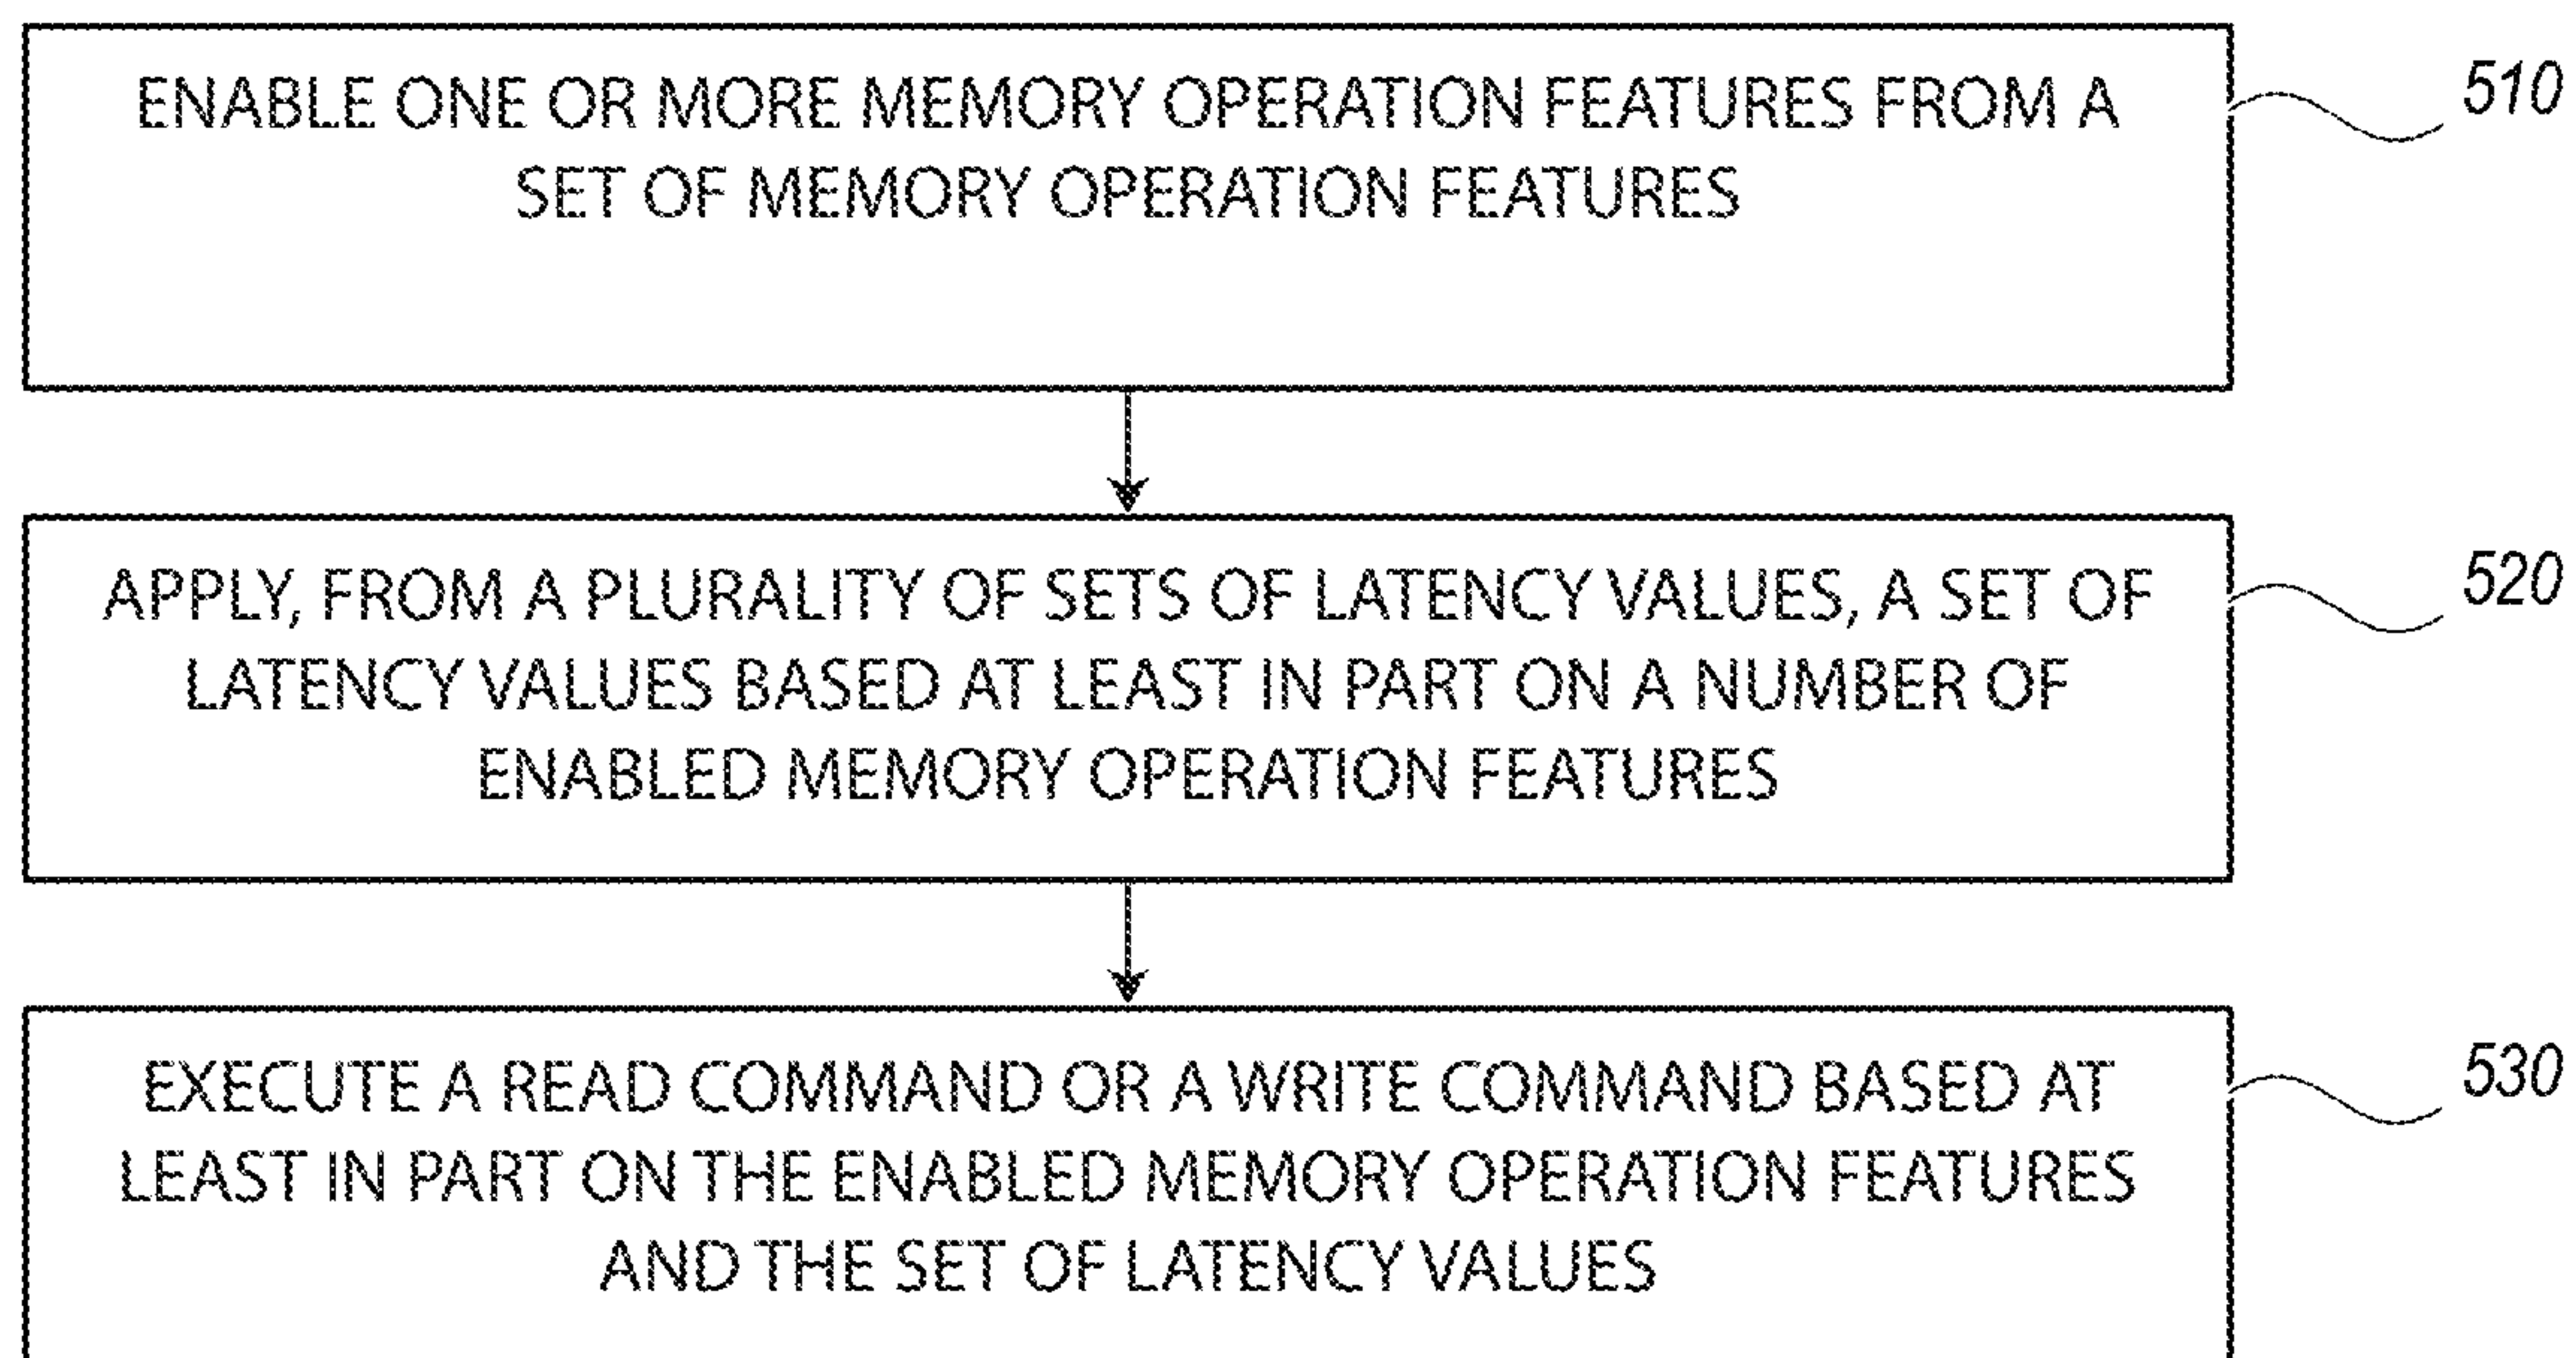 ENABLE ONE OR MORE MEMORY OPERATION FEATURES FROM A
SET OF MEMORY OPERATION FEATURES
510
APPLY, FROM A PLURALITY OF SETS OF LATENCY VALUES, A SET OF
LATENCY VALUES BASED AT LEAST IN PART ON A NUMBER OF
ENABLED MEMORY OPERATION FEATURES
520
EXECUTE A READ COMMAND OR A WRITE COMMAND BASED AT
LEAST IN PART ON THE ENABLED MEMORY OPERATION FEATURES
AND THE SET OF LATENCY VALUES
530